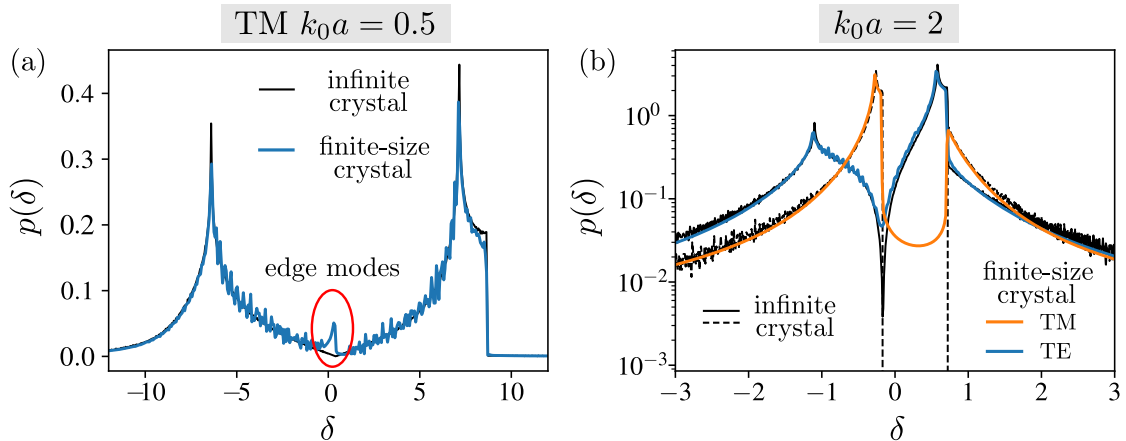 TM k₀a = 0.5
k₀a = 2
(a)
infinite
crystal
finite-size
crystal
edge modes
p(δ)
0.4
0.3
0.2
0.1
0.0
−10
−5
0
5
10
δ
(b)
p(δ)
10⁰
10⁻¹
10⁻²
10⁻³
infinite
crystal
finite-size
crystal
TM
TE
−3
−2
−1
0
1
2
3
δ